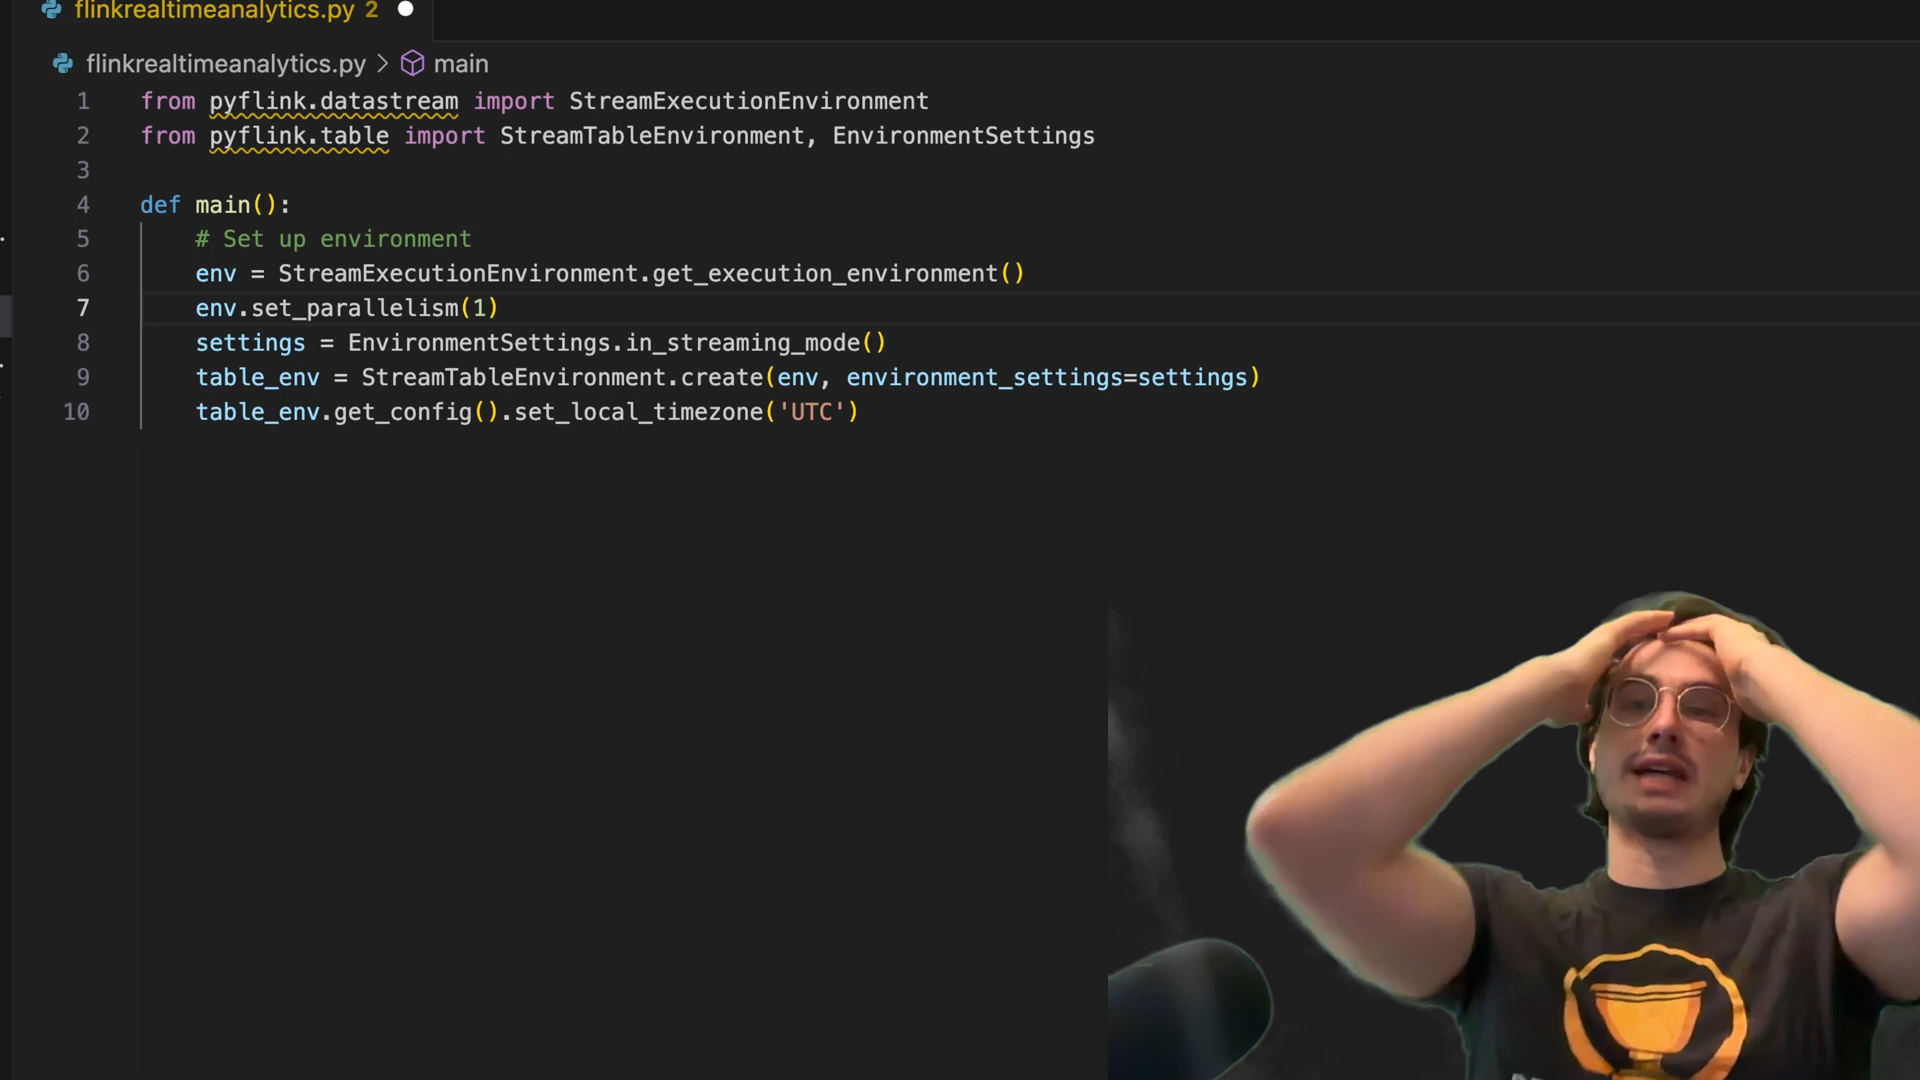 flinkrealtimeanalytics.py 2
flinkrealtimeanalytics.py > main
1 from pyflink.datastream import StreamExecutionEnvironment
2 from pyflink.table import StreamTableEnvironment, EnvironmentSettings
3
4 def main():
5 # Set up environment
6 env = StreamExecutionEnvironment.get_execution_environment()
7 env.set_parallelism(1)
8 settings = EnvironmentSettings.in_streaming_mode()
9 table_env = StreamTableEnvironment.create(env, environment_settings=settings)
10 table_env.get_config().set_local_timezone('UTC')